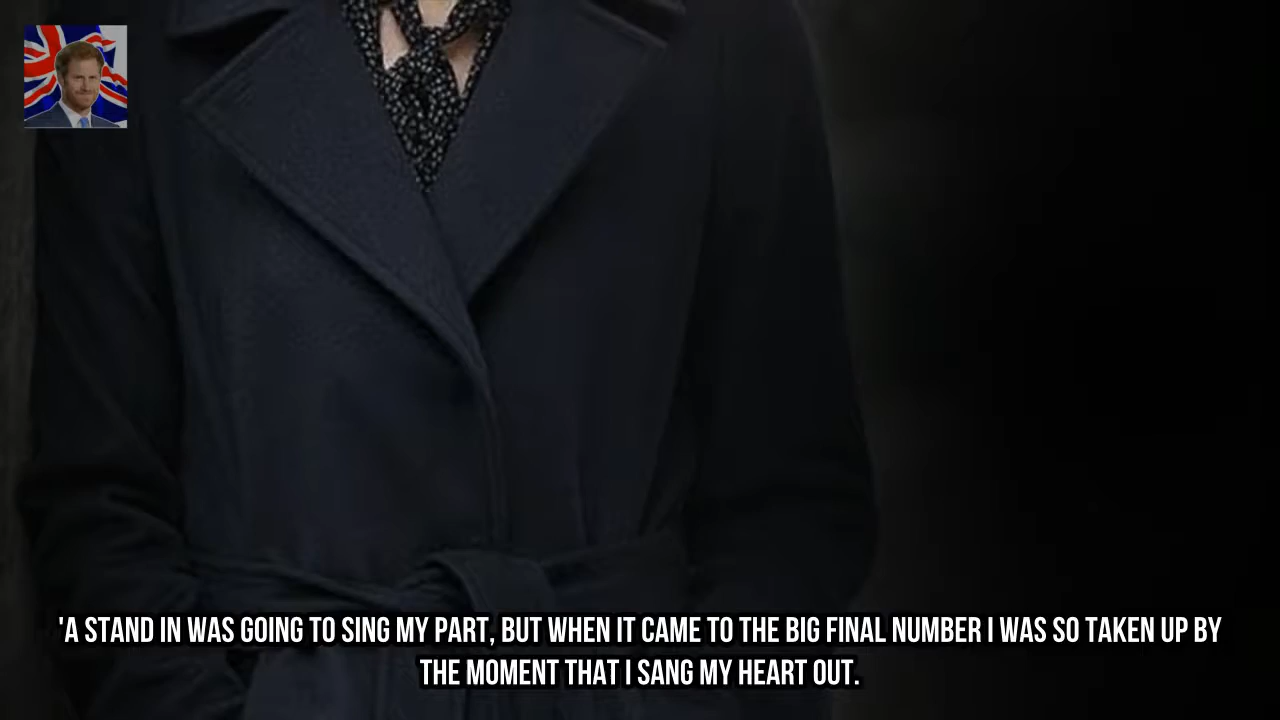 'A STAND IN WAS GOING TO SING MY PART, BUT WHEN IT CAME TO THE BIG FINAL NUMBER I WAS SO TAKEN UP BY
THE MOMENT THAT I SANG MY HEART OUT.